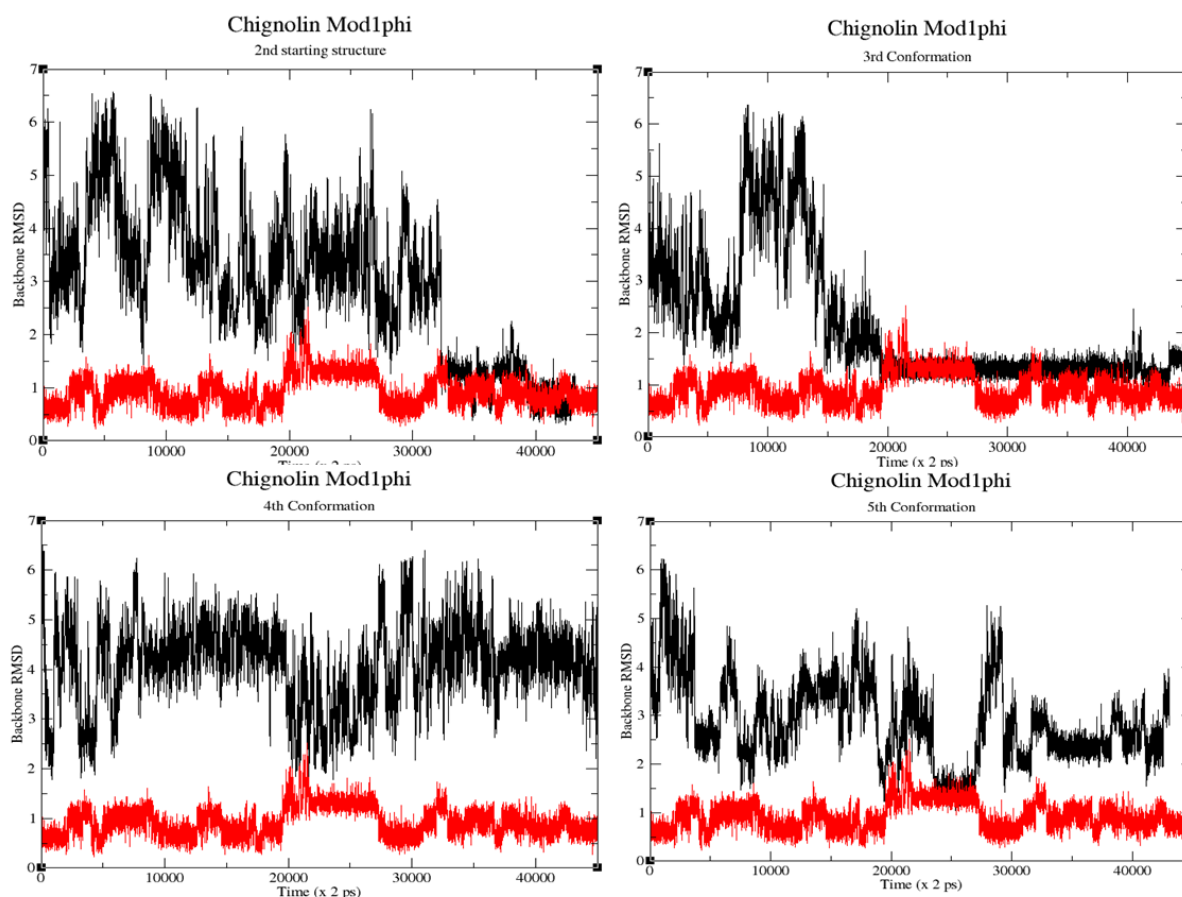 Chignolin Mod1phi
2nd starting structure
7
6
5
4
3
2
1
0
Backbone RMSD
0 10000 20000 30000 40000
Time (x 2 ps)
Chignolin Mod1phi
3rd Conformation
7
6
5
4
3
2
1
0
Backbone RMSD
0 10000 20000 30000 40000
Time (x 2 ps)
Chignolin Mod1phi
4th Conformation
7
6
5
4
3
2
1
0
Backbone RMSD
0 10000 20000 30000 40000
Time (x 2 ps)
Chignolin Mod1phi
5th Conformation
7
6
5
4
3
2
1
0
Backbone RMSD
0 10000 20000 30000 40000
Time (x 2 ps)